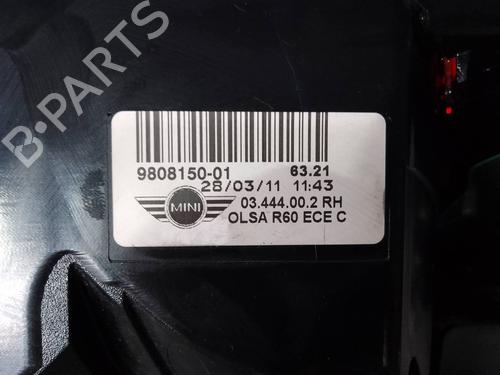 B-PARTS
9808150-01 63.21
28/03/11 11:43
MINI
03.444.00.2 RH
OLSA R60 ECE C